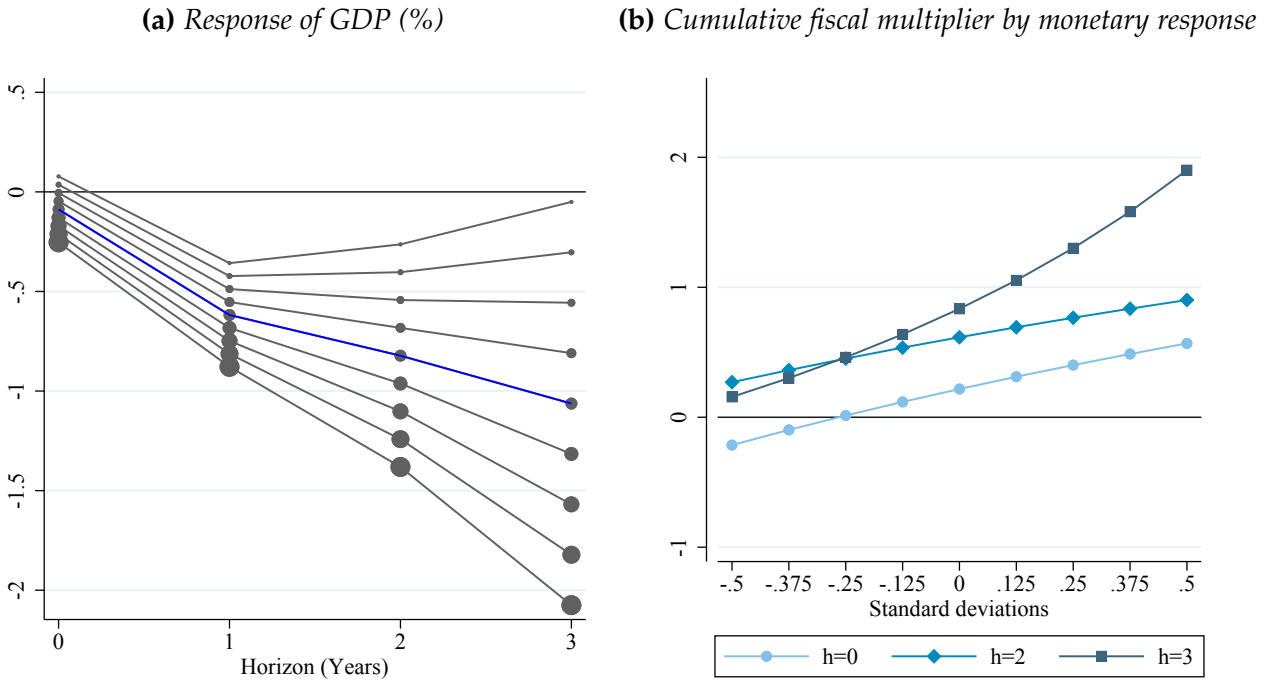 (a) Response of GDP (%)
.5
0
-.5
-1
-1.5
-2
0 1 2 3
Horizon (Years)
(b) Cumulative fiscal multiplier by monetary response
2
1
0
-1
-.5 -.375 -.25 -.125 0 .125 .25 .375 .5
Standard deviations
h=0 h=2 h=3